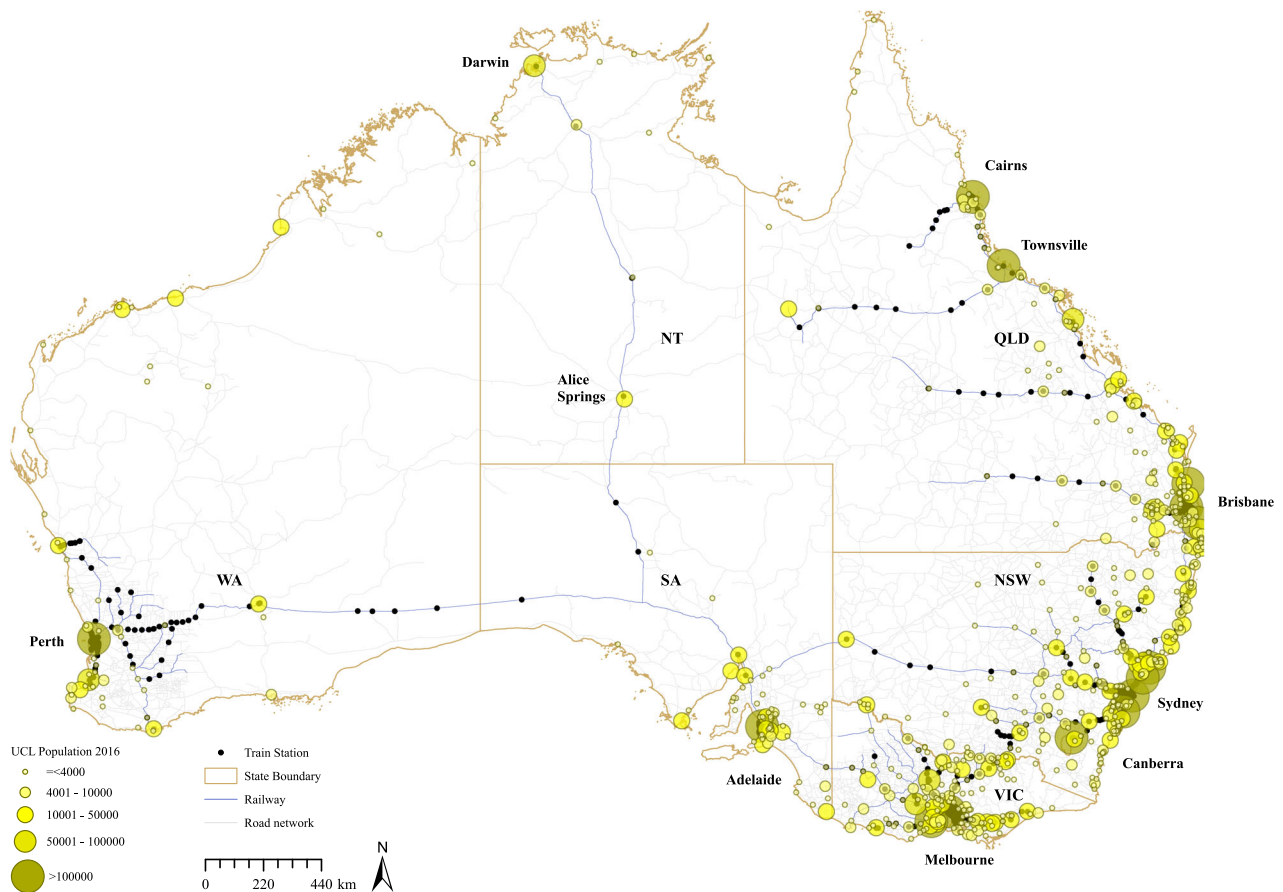 Darwin
Cairns
Townsville
NT
QLD
Alice
Springs
Brisbane
WA
SA
NSW
Perth
Sydney
Canberra
Adelaide
VIC
Melbourne
UCL Population 2016
=<4000
4001 - 10000
10001 - 50000
50001 - 100000
>100000
Train Station
State Boundary
Railway
Road network
0 220 440 km
N